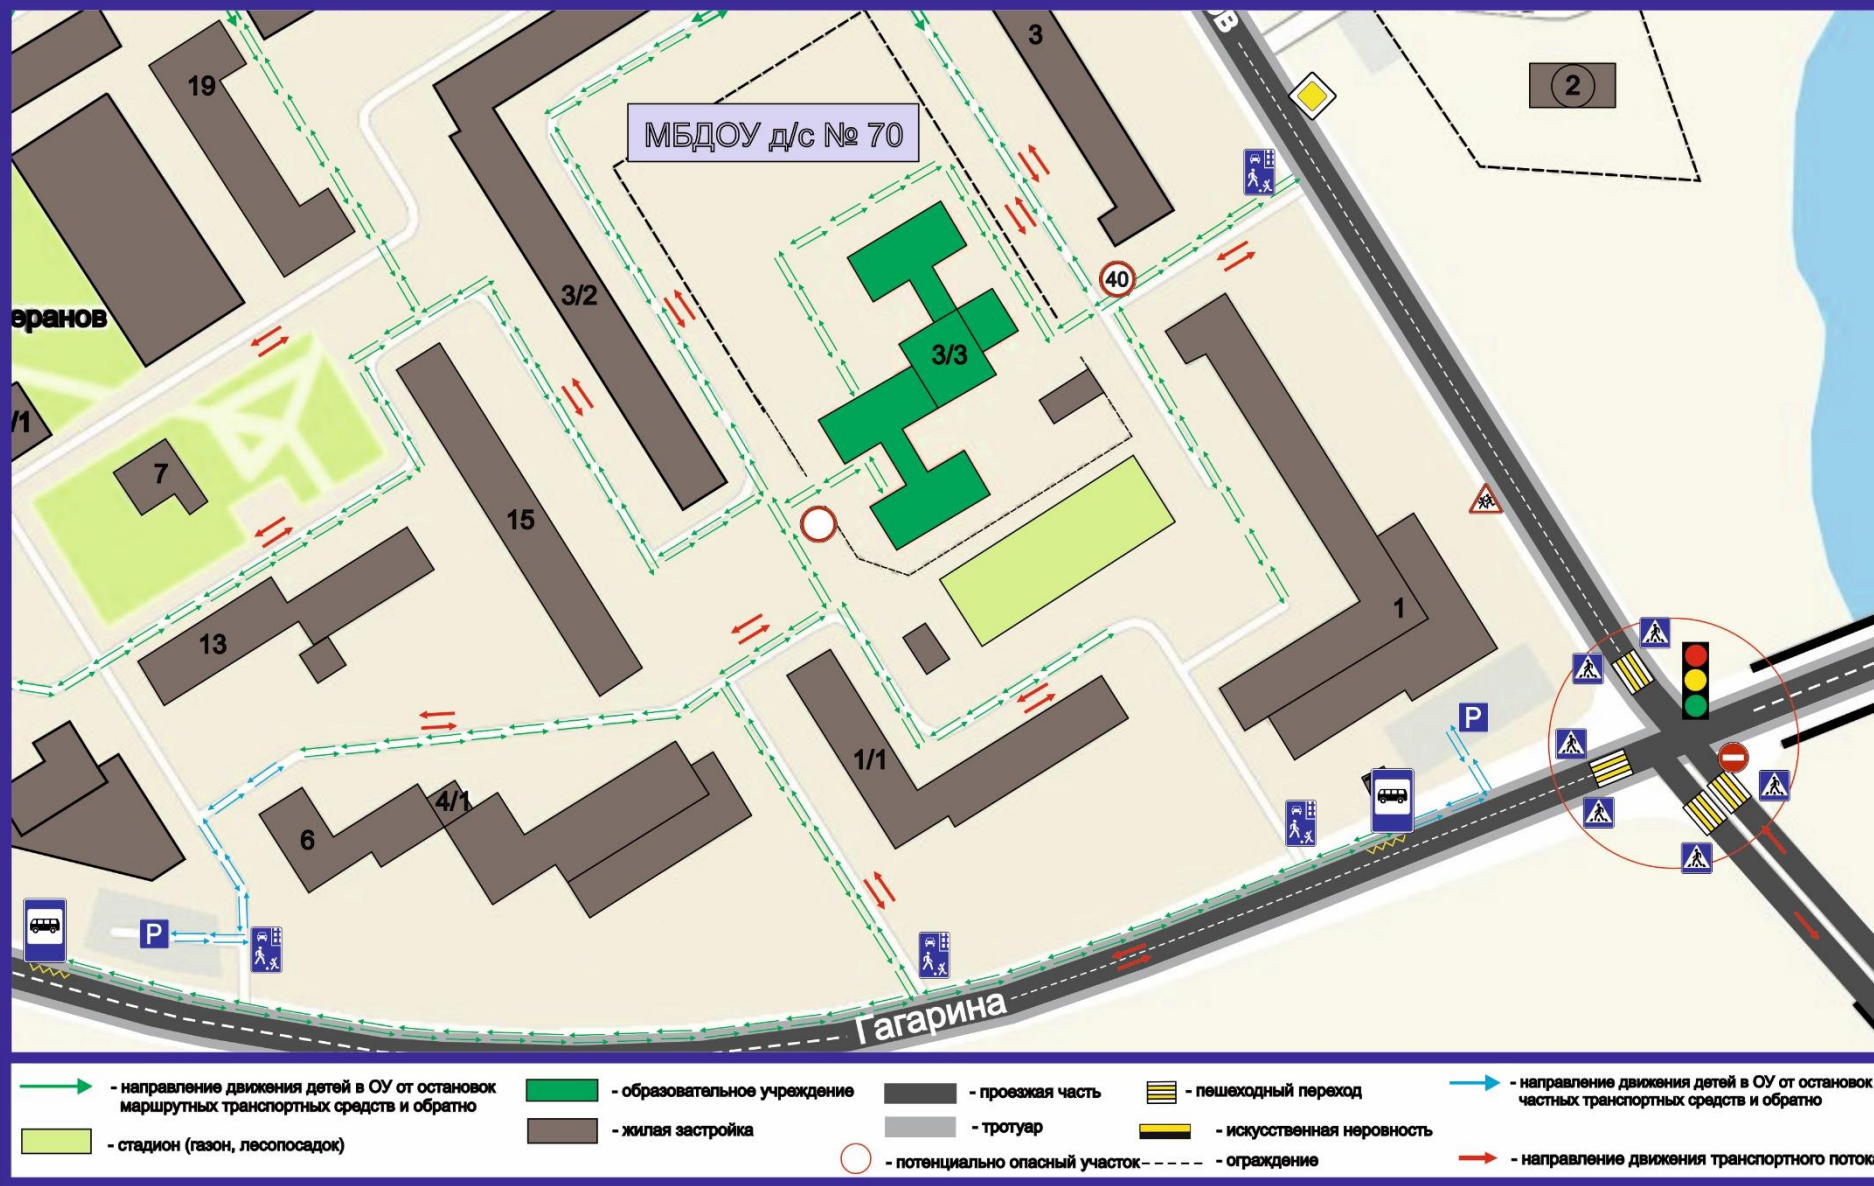 ов
3
19
2
МБДОУ д/с № 70
40
3/2
еранов
3/3
/1
7
15
1
13
P
1/1
4/1
6
P
Гагарина
- направление движения детей в ОУ от остановок
маршрутных транспортных средств и обратно
- образовательное учреждение
- проезжая часть
- пешеходный переход
- направление движения детей в ОУ от остановок
частных транспортных средств и обратно
- стадион (газон, лесопосадок)
- жилая застройка
- тротуар
- искусственная неровность
- потенциально опасный участок
- ограждение
- направление движения транспортного потока